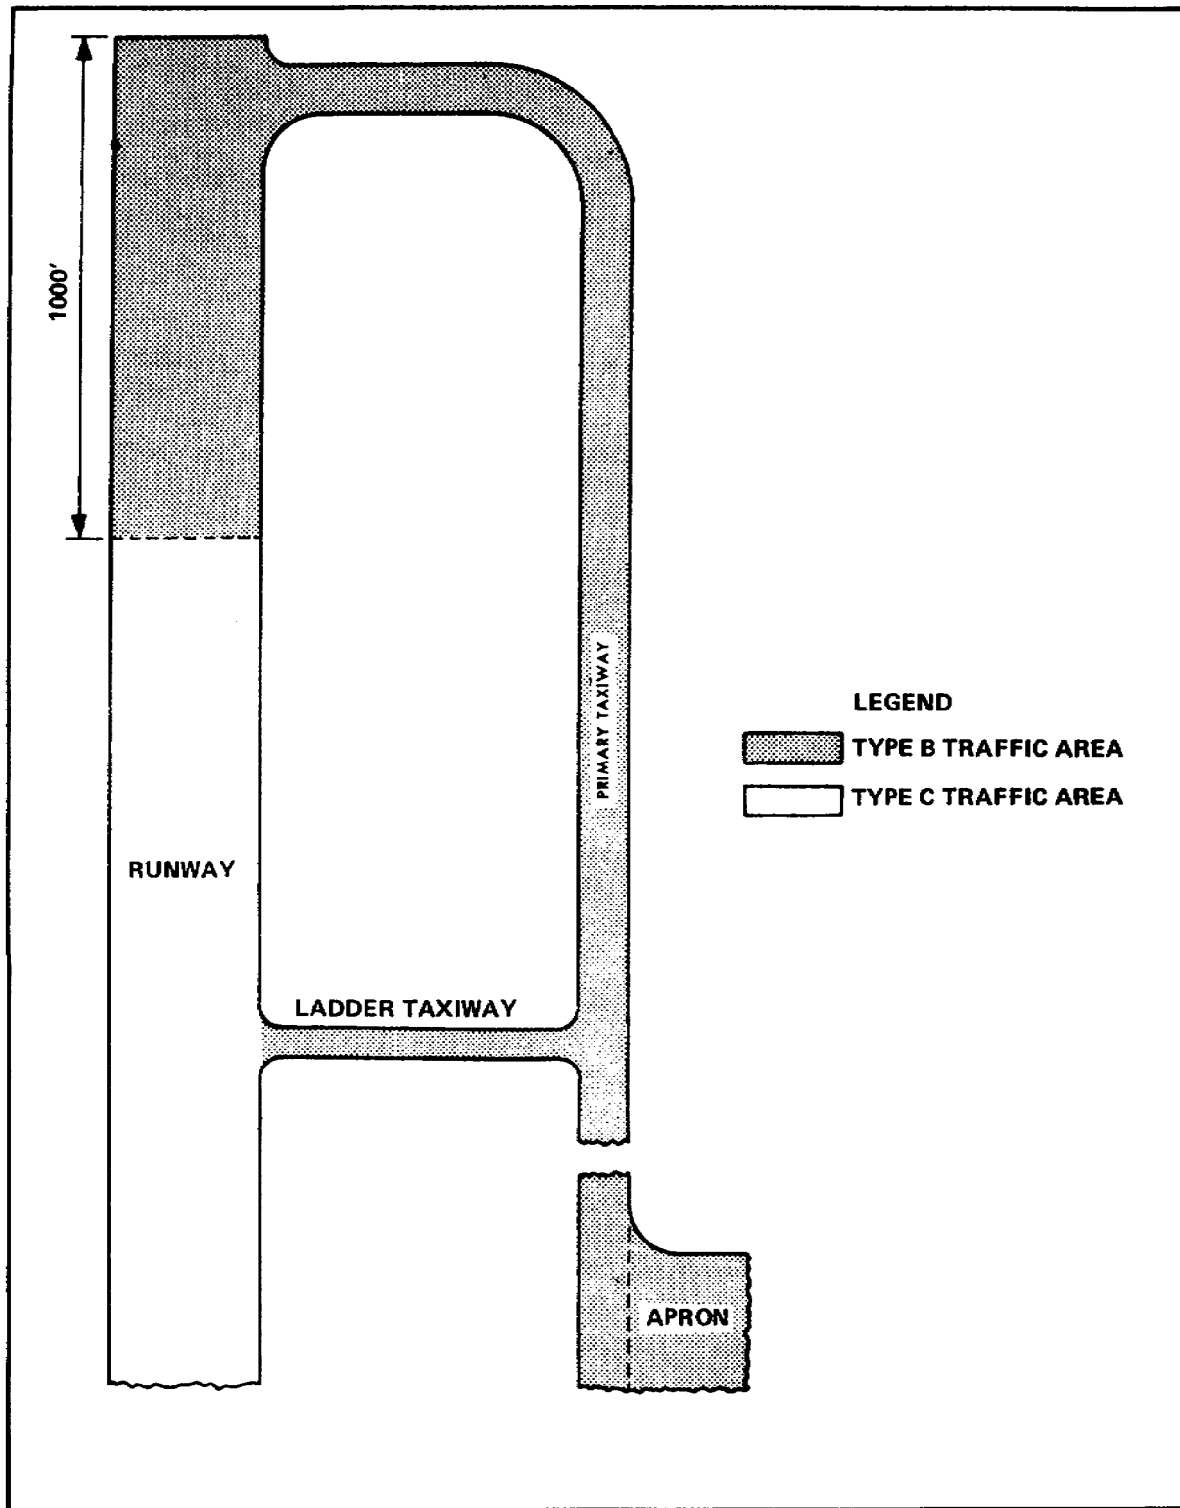 1000'
PRIMARY TAXIWAY
LEGEND
TYPE B TRAFFIC AREA
TYPE C TRAFFIC AREA
RUNWAY
LADDER TAXIWAY
APRON